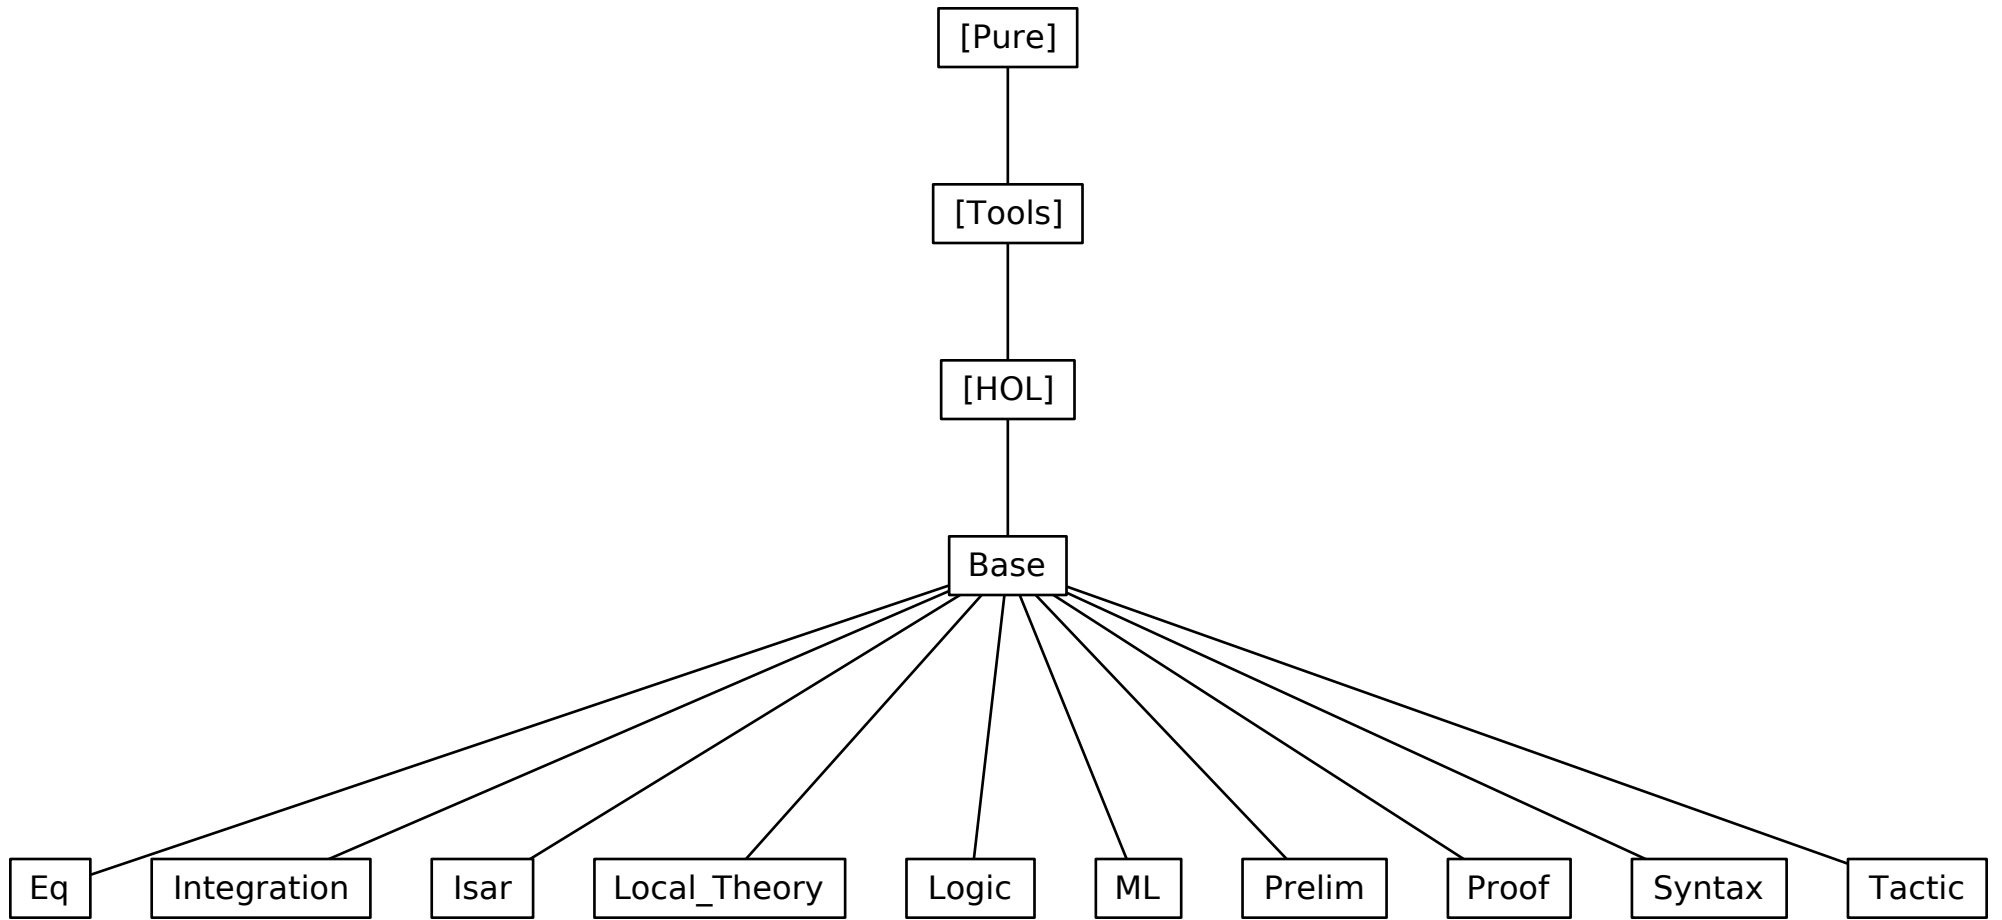 [Pure]
[Tools]
[HOL]
Base
Eq Integration Isar Local_Theory Logic ML Prelim Proof Syntax Tactic